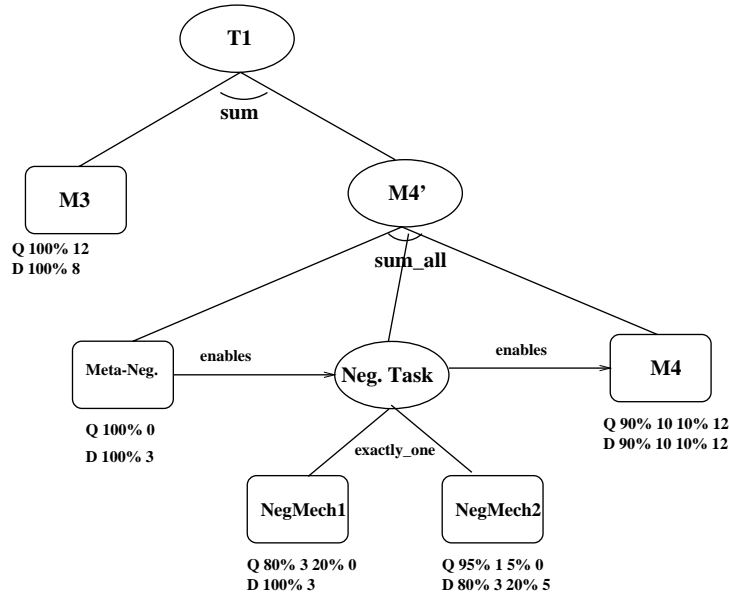 T1
sum
M3
M4’
Q 100% 12
D 100% 8
sum_all
Meta-Neg.
enables
Neg. Task
enables
M4
Q 100% 0
D 100% 3
Q 90% 10 10% 12
D 90% 10 10% 12
exactly_one
NegMech1
NegMech2
Q 80% 3 20% 0
D 100% 3
Q 95% 1 5% 0
D 80% 3 20% 5